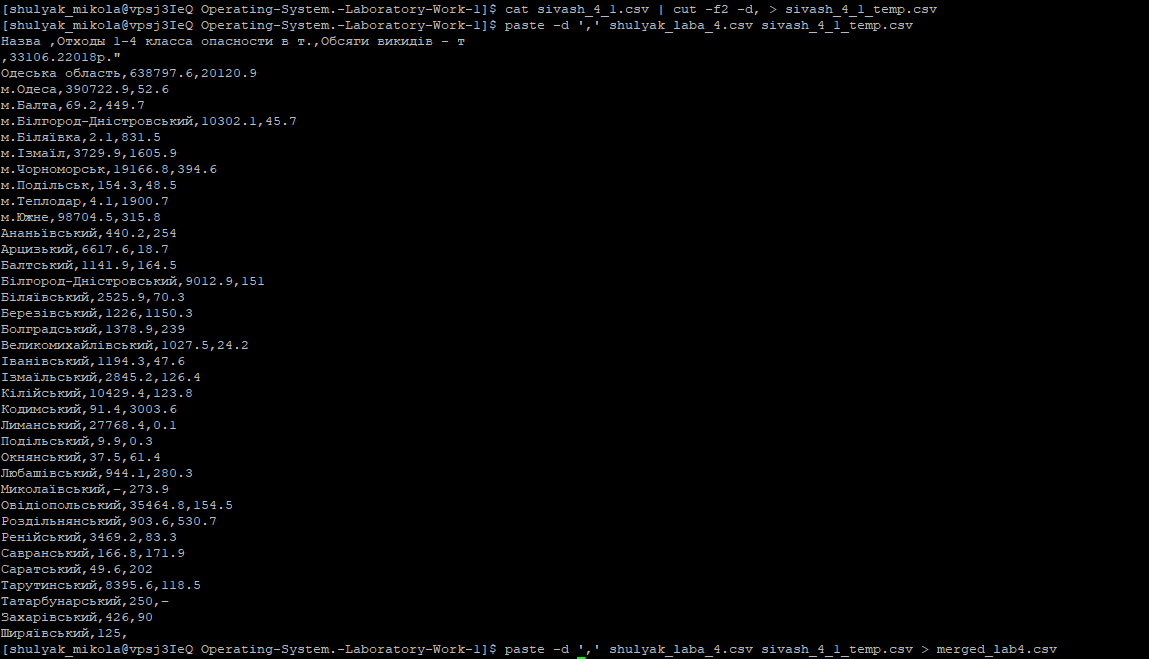 [shulyak_mikola@vpsj3IeQ Operating-System.-Laboratory-Work-1]$ cat sivash_4_1.csv | cut -f2 -d, > sivash_4_1_temp.csv
[shulyak_mikola@vpsj3IeQ Operating-System.-Laboratory-Work-1]$ paste -d ',' shulyak_laba_4.csv sivash_4_1_temp.csv
Назва ,Отходы 1-4 класса опасности в т.,Обсяги викидів - т
,33106.22018р."
Одеська область,638797.6,20120.9
м.Одеса,390722.9,52.6
м.Балта,69.2,449.7
м.Білгород-Дністровський,10302.1,45.7
м.Біляївка,2.1,831.5
м.Ізмаїл,3729.9,1605.9
м.Чорноморськ,19166.8,394.6
м.Подільськ,154.3,48.5
м.Теплодар,4.1,1900.7
м.Южне,98704.5,315.8
Ананьївський,440.2,254
Арцизький,6617.6,18.7
Балтський,1141.9,164.5
Білгород-Дністровський,9012.9,151
Біляївський,2525.9,70.3
Березівський,1226,1150.3
Болградський,1378.9,239
Великомихайлівський,1027.5,24.2
Іванівський,1194.3,47.6
Ізмаїльський,2845.2,126.4
Кілійський,10429.4,123.8
Кодимський,91.4,3003.6
Лиманський,27768.4,0.1
Подільський,9.9,0.3
Окнянський,37.5,61.4
Любашівський,944.1,280.3
Миколаївський,-,273.9
Овідіопольський,35464.8,154.5
Роздільнянський,903.6,530.7
Ренійський,3469.2,83.3
Савранський,166.8,171.9
Саратський,49.6,202
Тарутинський,8395.6,118.5
Татарбунарський,250,-
Захарівський,426,90
Ширяївський,125,
[shulyak_mikola@vpsj3IeQ Operating-System.-Laboratory-Work-1]$ paste -d ',' shulyak_laba_4.csv sivash_4_1_temp.csv > merged_lab4.csv